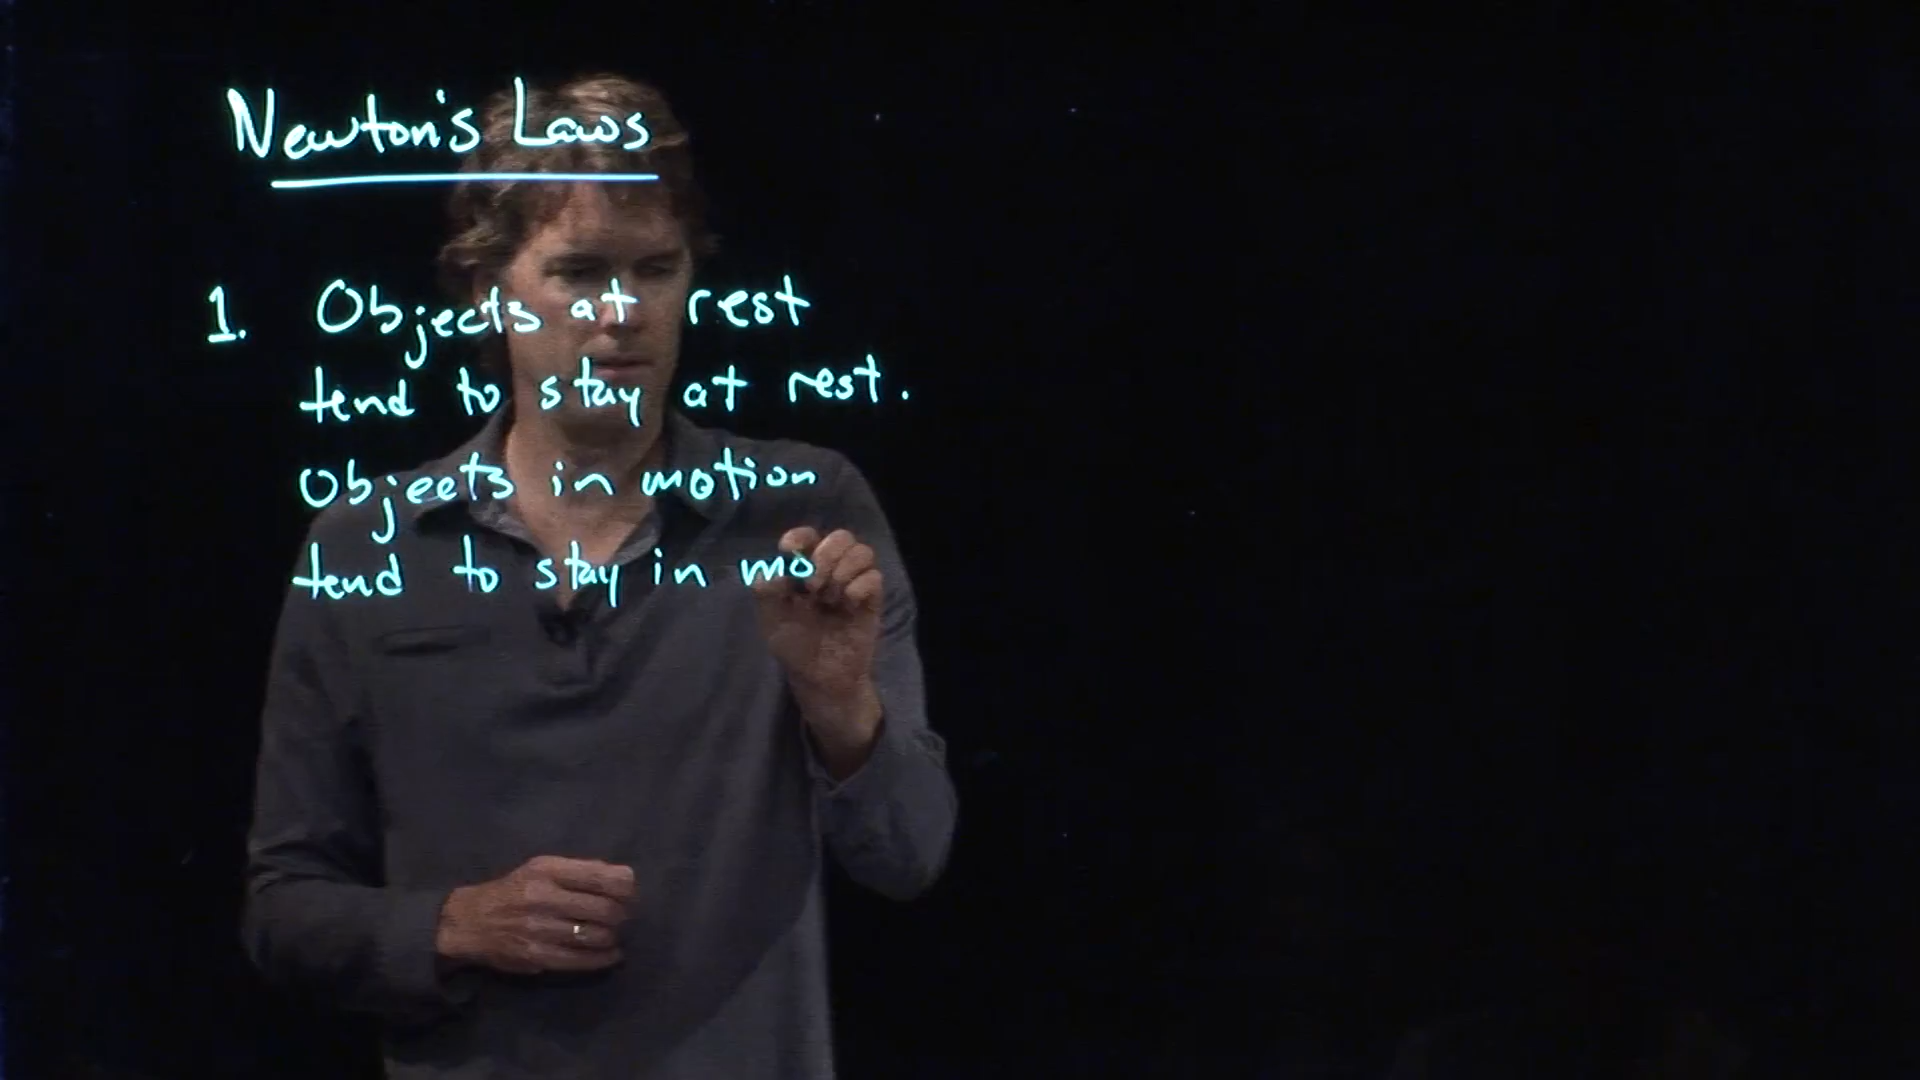 Newton's Laws
1. Objects at rest
tend to stay at rest.
Objects in motion
tend to stay in mo